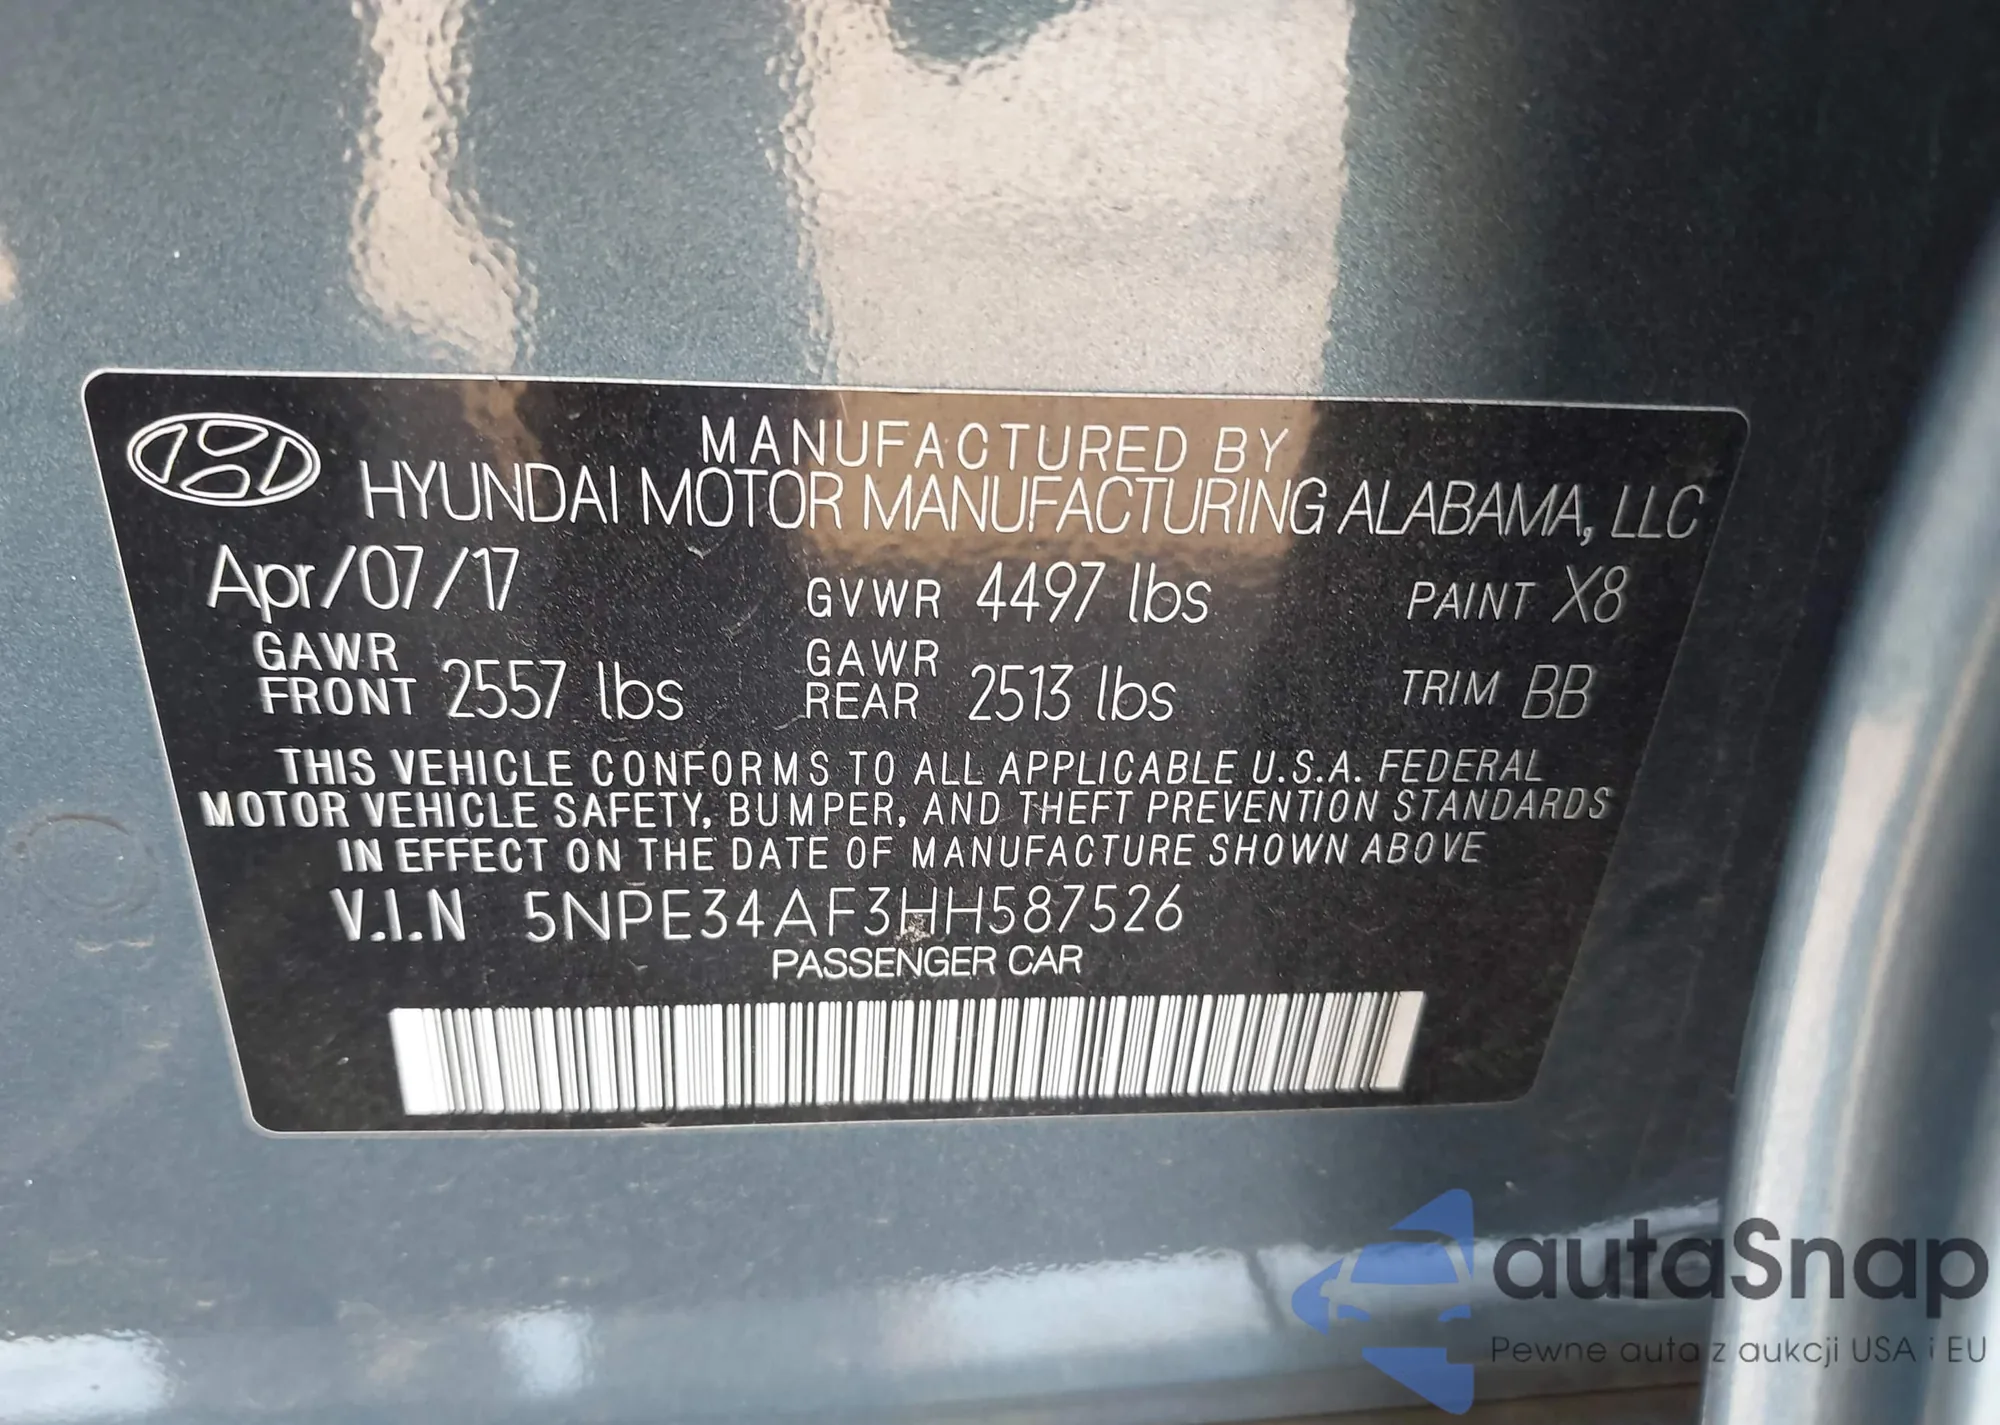 MANUFACTURED BY
HYUNDAI MOTOR MANUFACTURING ALABAMA, LLC
Apr/07/17 GVWR 4497 lbs PAINT X8
GAWR FRONT 2557 lbs GAWR REAR 2513 lbs TRIM BB
THIS VEHICLE CONFORMS TO ALL APPLICABLE U.S.A. FEDERAL
MOTOR VEHICLE SAFETY, BUMPER, AND THEFT PREVENTION STANDARDS
IN EFFECT ON THE DATE OF MANUFACTURE SHOWN ABOVE
V.I.N 5NPE34AF3HH587526
PASSENGER CAR
autaSnap
Pewne auta z aukcji USA i EU